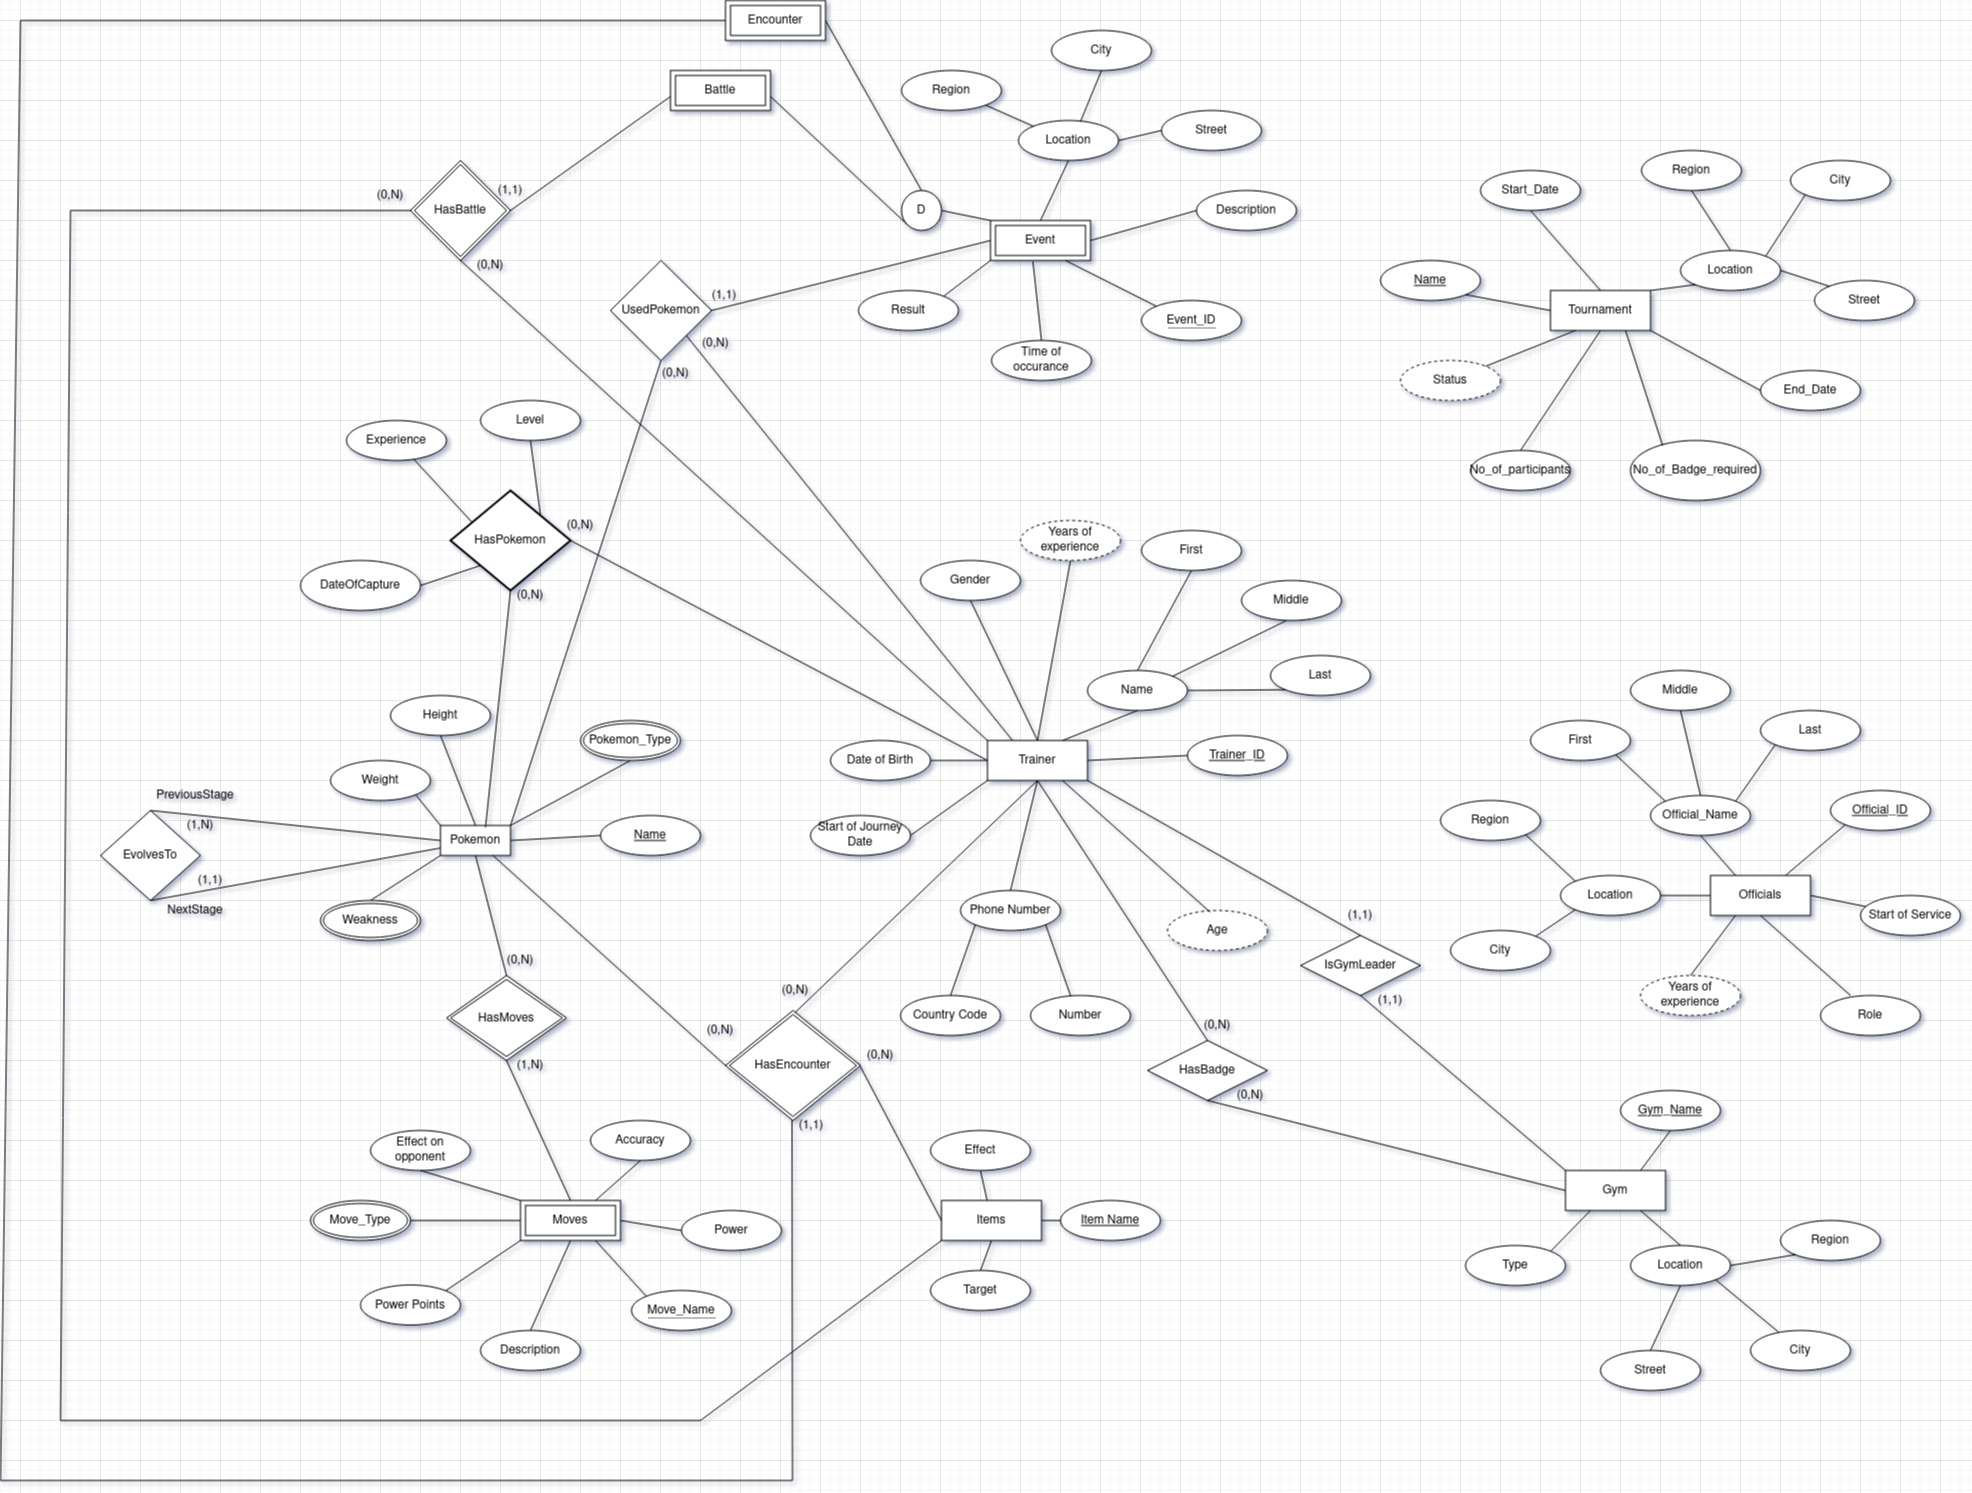 Encounter
City
Battle
Region
Location
Street
HasBattle
(0,N)
(1,1)
(0,N)
D
Description
Event
Result
Event_ID
Time of
occurance
UsedPokemon
(1,1)
(0,N)
(0,N)
Start_Date
Region
City
Location
Street
Name
Tournament
Status
End_Date
No_of_participants
No_of_Badge_required
Experience
Level
HasPokemon
(0,N)
DateOfCapture
(0,N)
Years of
experience
First
Gender
Middle
Name
Last
Date of Birth
Trainer
Trainer_ID
Start of Journey
Date
Phone Number
Age
Country Code
Number
Height
Pokemon_Type
Weight
PreviousStage
(1,N)
EvolvesTo
(1,1)
NextStage
Pokemon
Name
Weakness
(0,N)
HasMoves
(1,N)
(0,N)
(0,N)
HasEncounter
(0,N)
(1,1)
(0,N)
HasBadge
(0,N)
(1,1)
IsGymLeader
(1,1)
Middle
First
Last
Official_Name
Official_ID
Region
Location
Officials
Start of Service
City
Years of
experience
Role
Effect on
opponent
Accuracy
Move_Type
Moves
Power
Power Points
Move_Name
Description
Effect
Items
Item Name
Target
Gym_Name
Gym
Type
Location
Region
Street
City